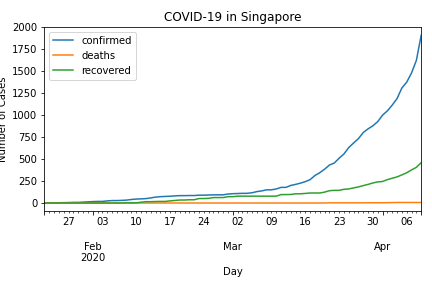 COVID-19 in Singapore
confirmed
deaths
recovered
2000
1750
1500
1250
1000
750
500
250
0
Number of Cases
27 03 10 17 24 02 09 16 23 30 06
Feb Mar Apr
2020
Day